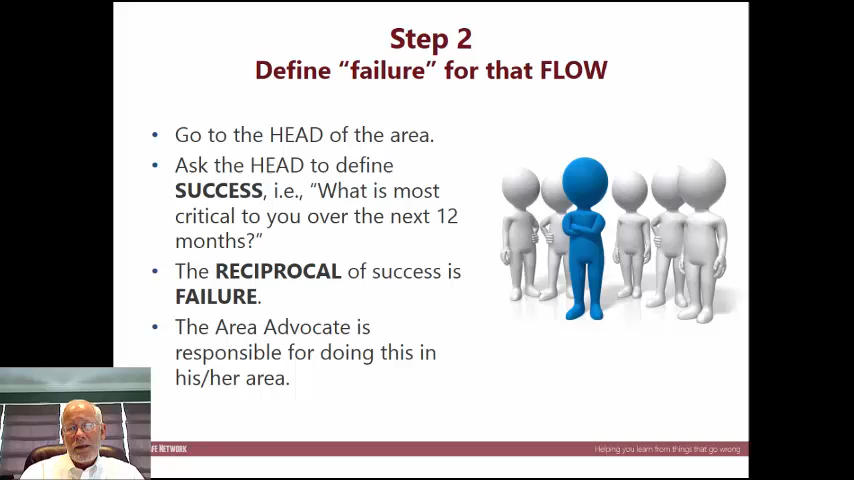 Step 2
Define “failure” for that FLOW
• Go to the HEAD of the area.
• Ask the HEAD to define
SUCCESS, i.e., “What is most
critical to you over the next 12
months?”
• The RECIPROCAL of success is
FAILURE.
• The Area Advocate is
responsible for doing this in
his/her area.
NETWORK
Helping you learn from things that go wrong